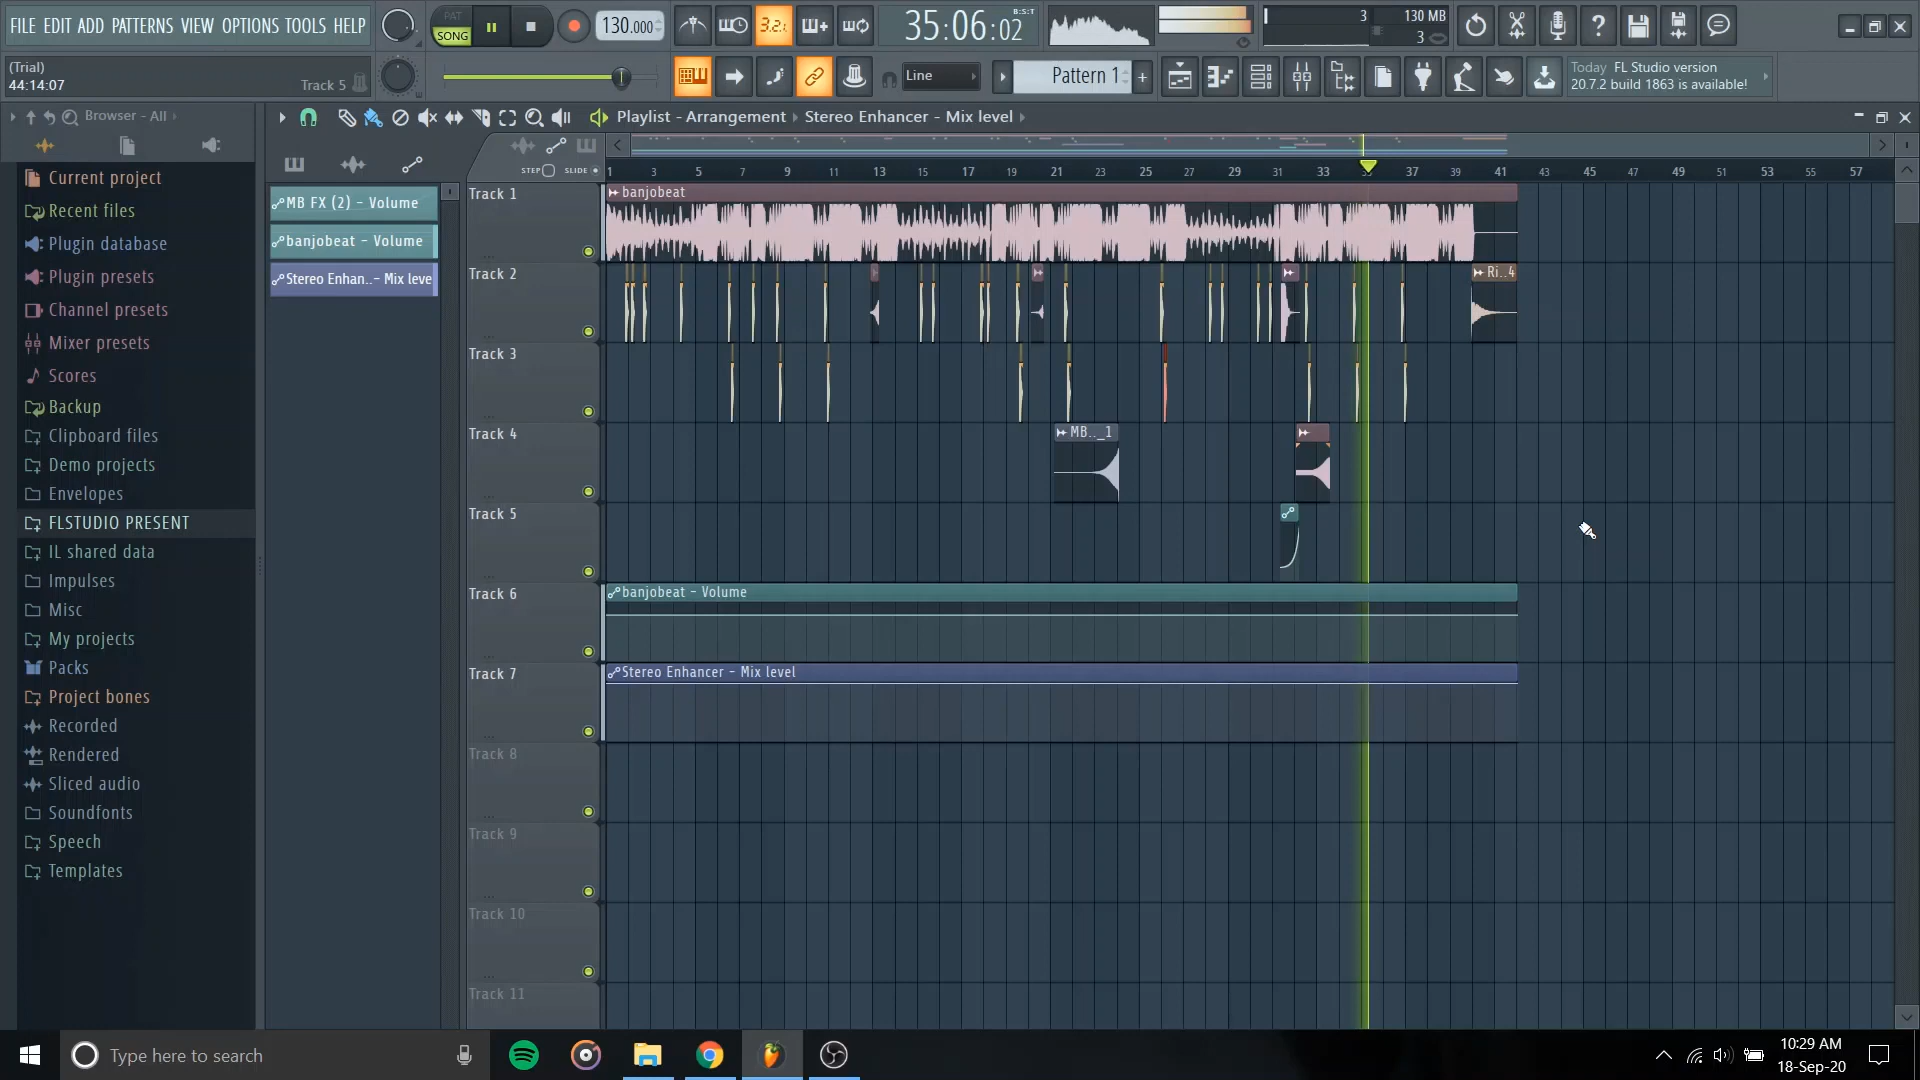 FILE EDIT ADD PATTERNS VIEW OPTIONS TOOLS HELP
PAT
SONG
130.000
3.2.
35:06:02
B:S:T
3
130 MB
3
(Trial)
44:14:07
Track 5
Line
Pattern 1
Today FL Studio version
20.7.2 build 1863 is available!
Browser - All
Playlist - Arrangement
Stereo Enhancer - Mix level
STEP
SLIDE
1 3 5 7 9 11 13 15 17 19 21 23 25 27 29 31 33 35 37 39 41 43 45 47 49 51 53 55 57
Current project
Recent files
Plugin database
Plugin presets
Channel presets
Mixer presets
Scores
Backup
Clipboard files
Demo projects
Envelopes
FLSTUDIO PRESENT
IL shared data
Impulses
Misc
My projects
Packs
Project bones
Recorded
Rendered
Sliced audio
Soundfonts
Speech
Templates
MB FX (2) - Volume
banjobeat - Volume
Stereo Enhan..- Mix leve
Track 1
banjobeat
Track 2
Ri..4
Track 3
Track 4
MB.._1
Track 5
Track 6
banjobeat - Volume
Track 7
Stereo Enhancer - Mix level
Track 8
Track 9
Track 10
Track 11
Type here to search
10:29 AM
18-Sep-20